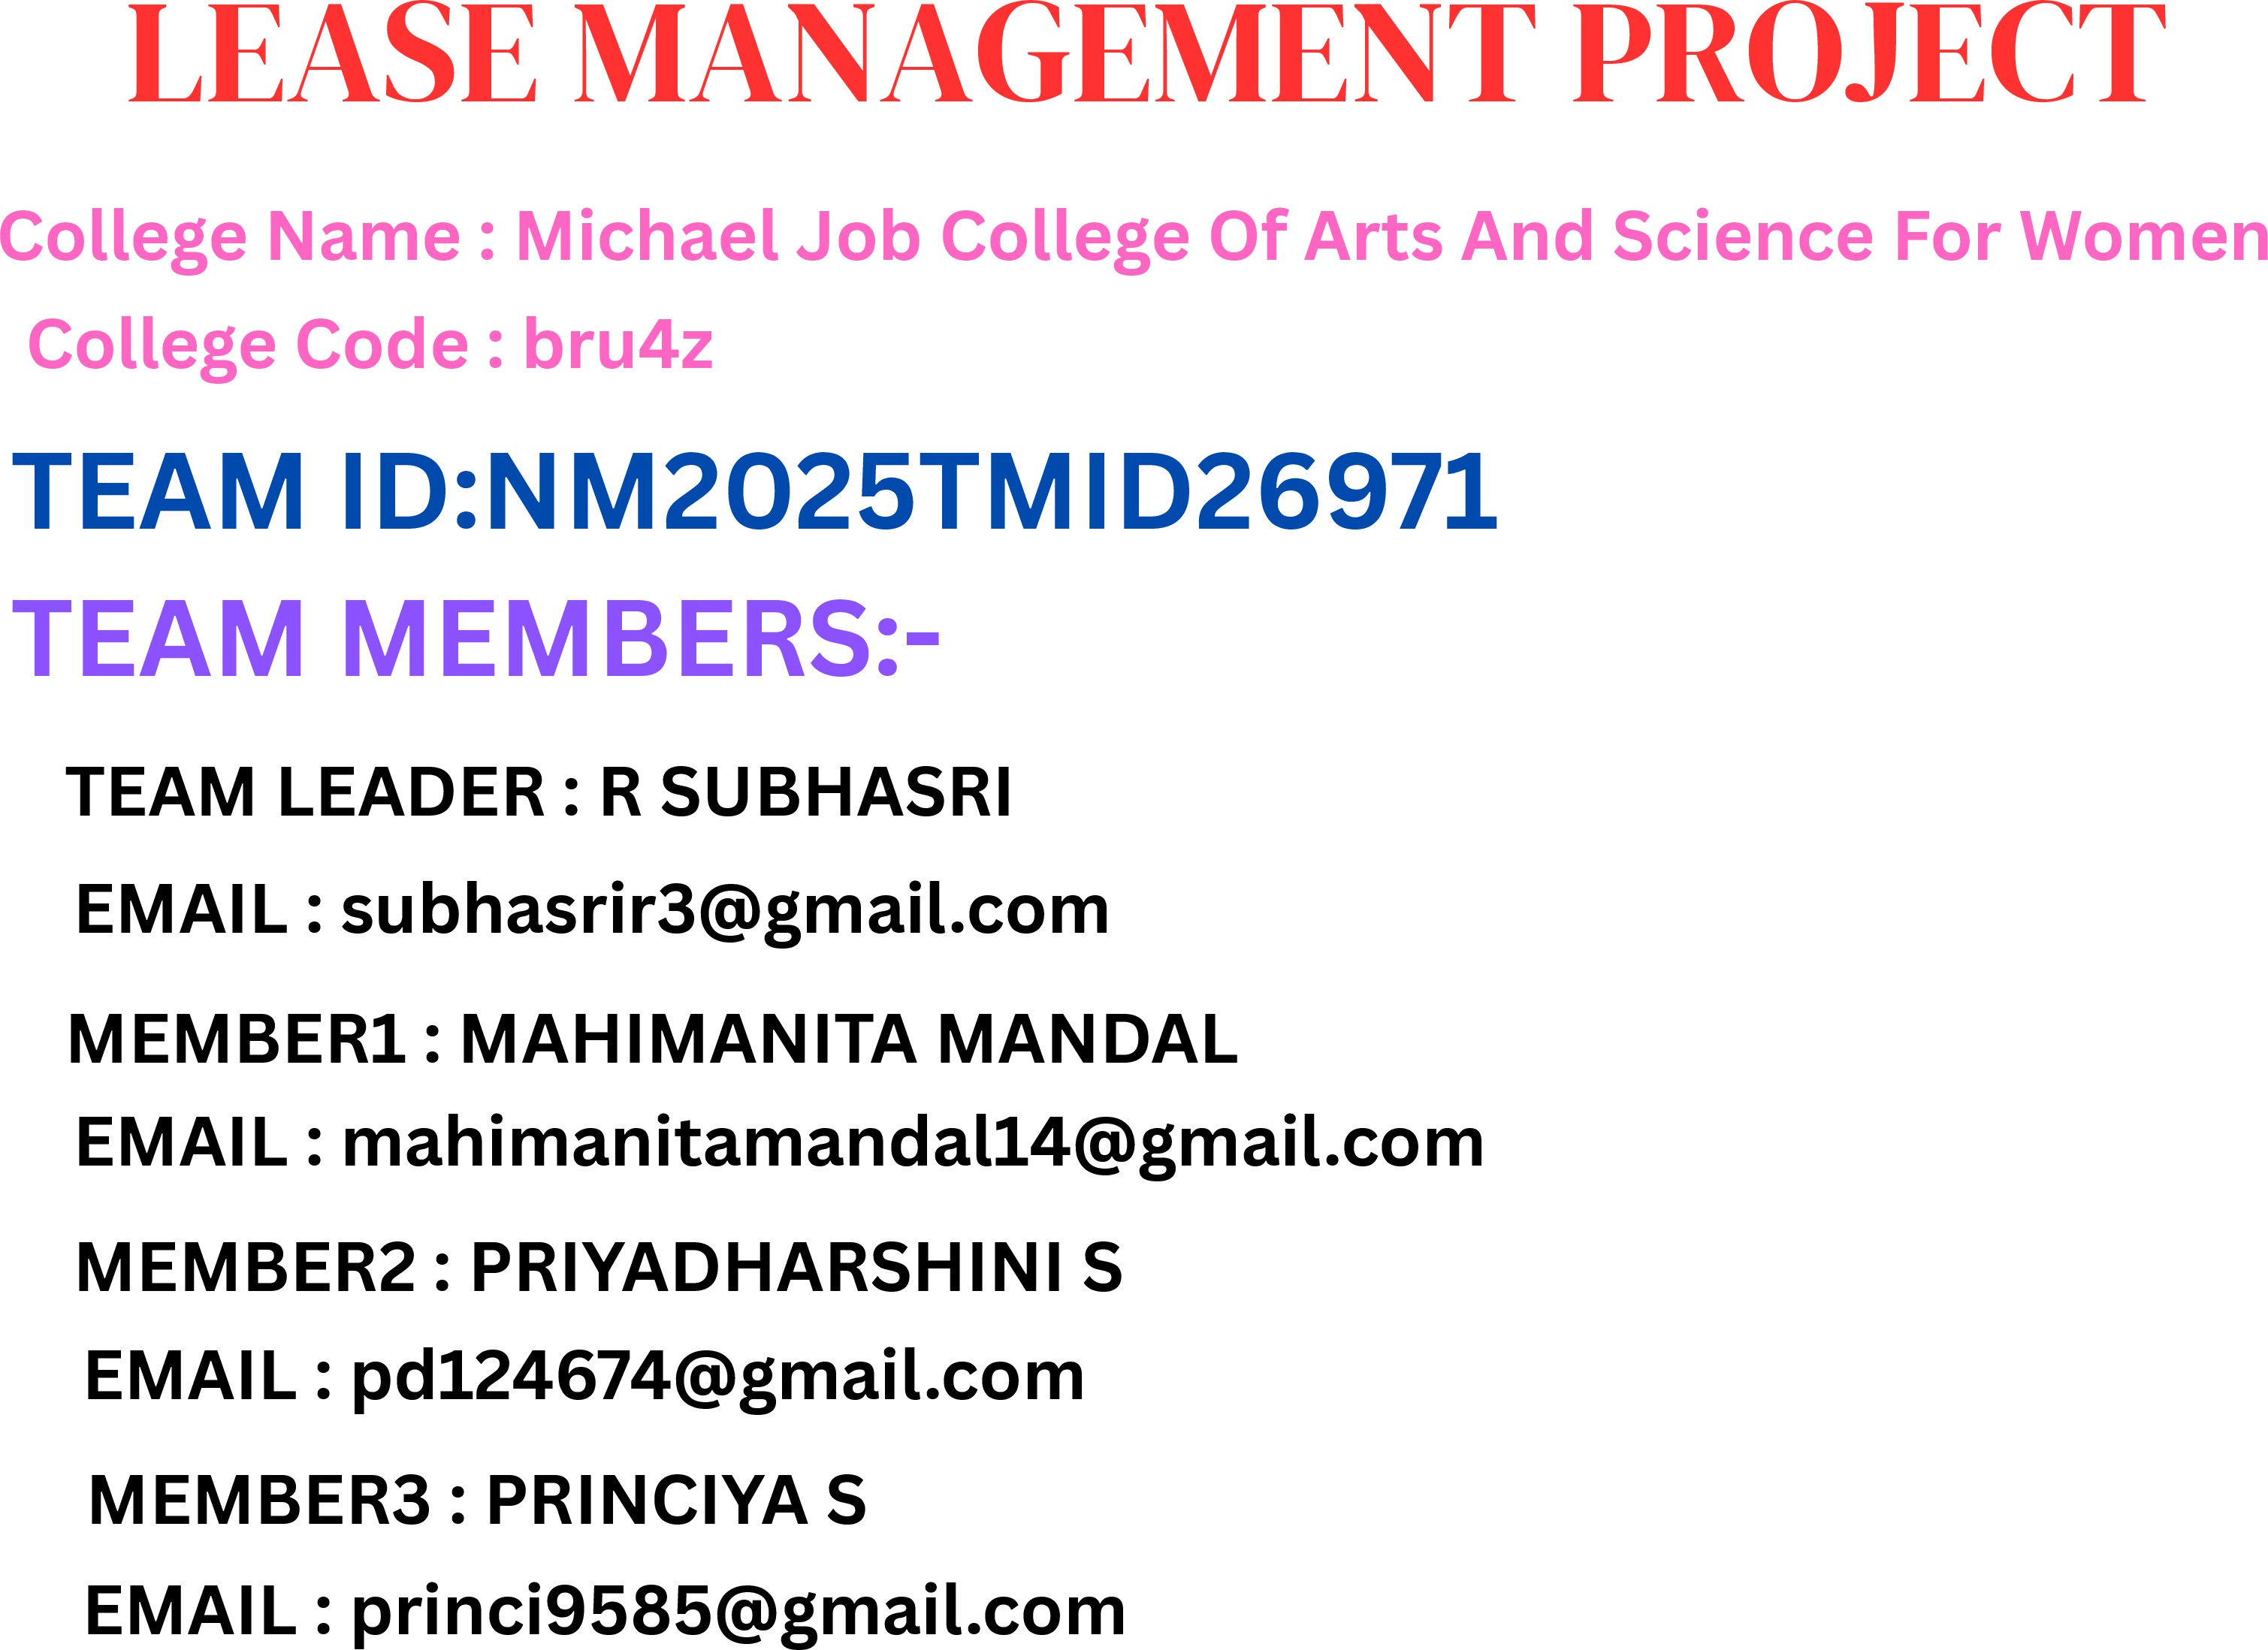 LEASE MANAGEMENT PROJECT
College Name : Michael Job College Of Arts And Science For Women
College Code : bru4z
TEAM ID:NM2025TMID26971
TEAM MEMBERS:-
TEAM LEADER : R SUBHASRI
EMAIL : subhasrir3@gmail.com
MEMBER1 : MAHIMANITA MANDAL
EMAIL : mahimanitamandal14@gmail.com
MEMBER2 : PRIYADHARSHINI S
EMAIL : pd124674@gmail.com
MEMBER3 : PRINCIYA S
EMAIL : princi9585@gmail.com